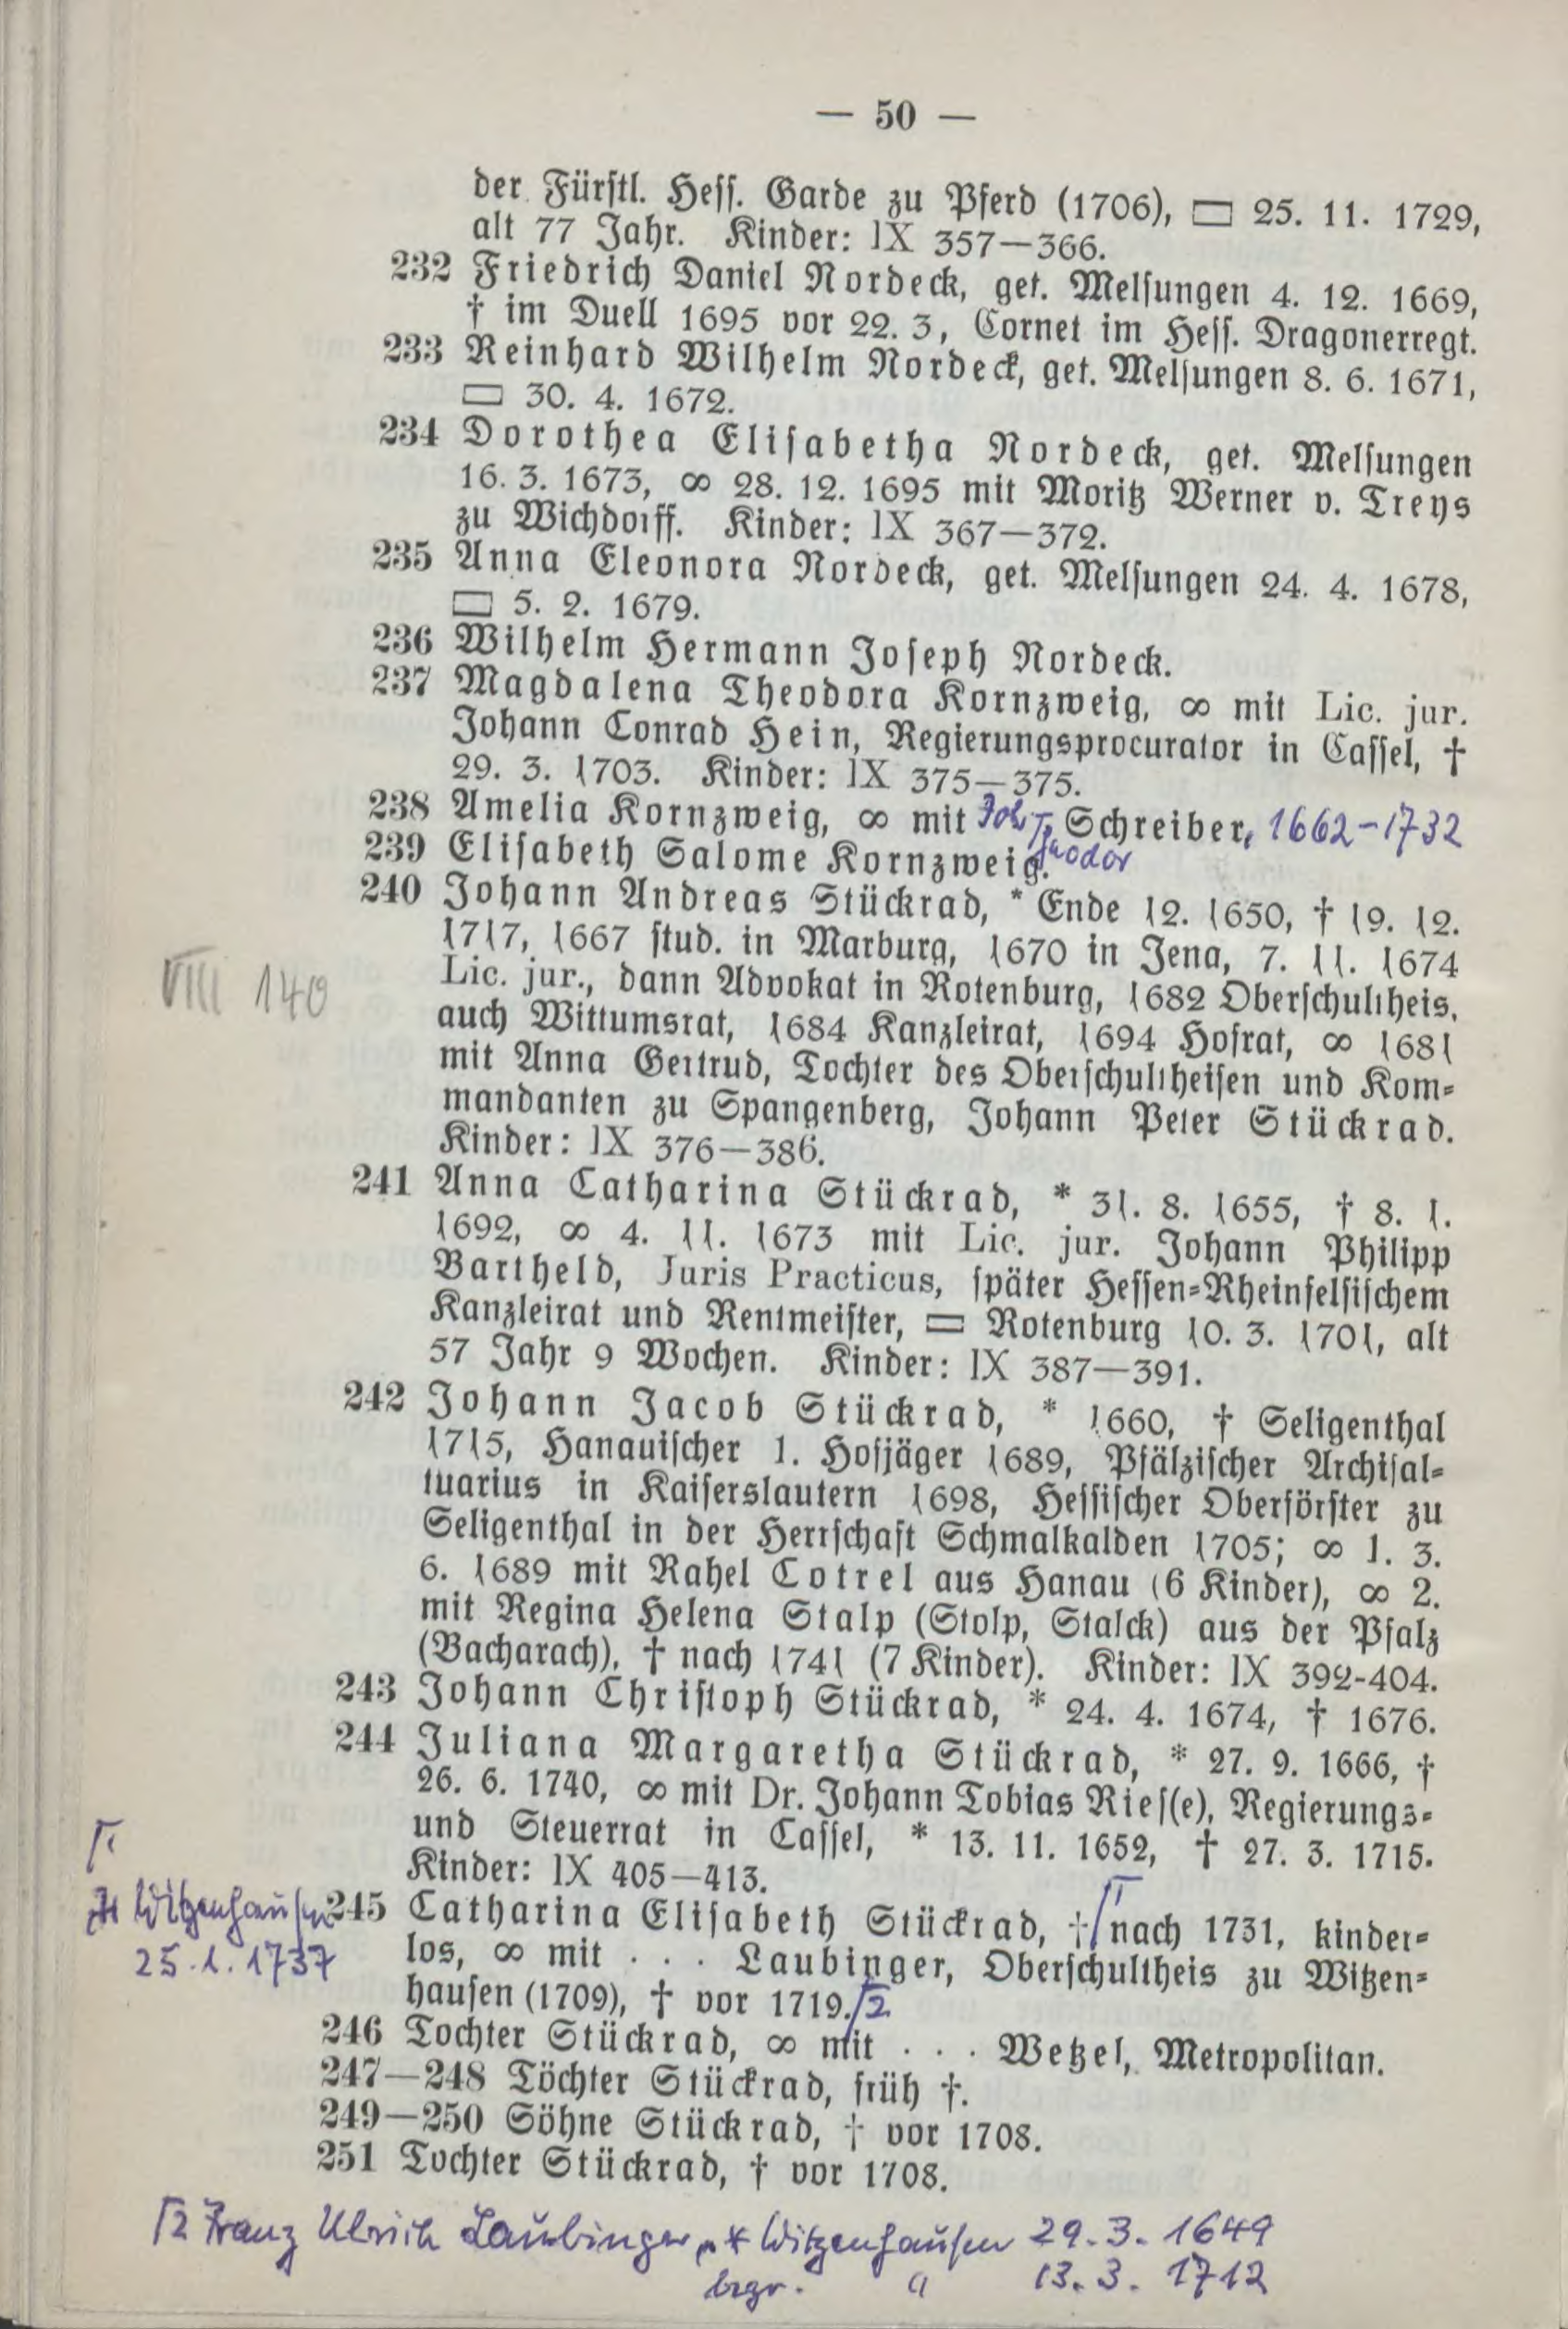 — 50 —
der Fürstl. Hess. Garde zu Pferd (1706), ▭ 25. 11. 1729,
alt 77 Jahr. Kinder: IX 357—366.
232 Friedrich Daniel Nordeck, get. Melsungen 4. 12. 1669,
† im Duell 1695 vor 22. 3, Cornet im Hess. Dragonerregt.
233 Reinhard Wilhelm Nordeck, get. Melsungen 8. 6. 1671,
▭ 30. 4. 1672.
234 Dorothea Elisabetha Nordeck, get. Melsungen
16. 3. 1673, ∞ 28. 12. 1695 mit Moritz Werner v. Treys
zu Wichdorff. Kinder: IX 367—372.
235 Anna Eleonora Nordeck, get. Melsungen 24. 4. 1678,
▭ 5. 2. 1679.
236 Wilhelm Hermann Joseph Nordeck.
237 Magdalena Theodora Kornzweig, ∞ mit Lic. jur.
Johann Conrad Hein, Regierungsprocurator in Cassel, †
29. 3. 1703. Kinder: IX 375—375.
238 Amelia Kornzweig, ∞ mit Joh Theodor Schreiber, 1662-1732
239 Elisabeth Salome Kornzweig.
240 Johann Andreas Stückrad, * Ende 12. 1650, † 19. 12.
1717, 1667 stud. in Marburg, 1670 in Jena, 7. 11. 1674
VIII 140
Lic. jur., dann Advokat in Rotenburg, 1682 Oberschultheis,
auch Wittumsrat, 1684 Kanzleirat, 1694 Hofrat, ∞ 1681
mit Anna Gertrud, Tochter des Oberschultheisen und Kom-
mandanten zu Spangenberg, Johann Peter Stückrad.
Kinder: IX 376—386.
241 Anna Catharina Stückrad, * 31. 8. 1655, † 8. 1.
1692, ∞ 4. 11. 1673 mit Lic. jur. Johann Philipp
Bartheld, Juris Practicus, später Hessen-Rheinfelsischem
Kanzleirat und Rentmeister, ▭ Rotenburg 10. 3. 1701, alt
57 Jahr 9 Wochen. Kinder: IX 387—391.
242 Johann Jacob Stückrad, * 1660, † Seligenthal
1715, Hanauischer 1. Hofjäger 1689, Pfälzischer Archifal-
tuarius in Kaiserslautern 1698, Hessischer Oberförster zu
Seligenthal in der Herrschaft Schmalkalden 1705; ∞ 1. 3.
6. 1689 mit Rahel Cotrel aus Hanau (6 Kinder), ∞ 2.
mit Regina Helena Stalp (Stolp, Stalck) aus der Pfalz
(Bacharach), † nach 1741 (7 Kinder). Kinder: IX 392-404.
243 Johann Christoph Stückrad, * 24. 4. 1674, † 1676.
244 Juliana Margaretha Stückrad, * 27. 9. 1666, †
26. 6. 1740, ∞ mit Dr. Johann Tobias Ries(e), Regierungs-
und Steuerrat in Cassel, * 13. 11. 1652, † 27. 3. 1715.
Kinder: IX 405—413.
245 Catharina Elisabeth Stückrad, † nach 1731, kinder-
Witzenhausen
25.1.1737
los, ∞ mit . . . Laubinger, Oberschultheis zu Witzen-
hausen (1709), † vor 1719. 2
246 Tochter Stückrad, ∞ mit . . . Wetzel, Metropolitan.
247—248 Töchter Stückrad, früh †.
249—250 Söhne Stückrad, † vor 1708.
251 Tochter Stückrad, † vor 1708.
2 Franz Ulrich Laubinger, * Witzenhausen 29.3.1649
begr. 13.3.1712